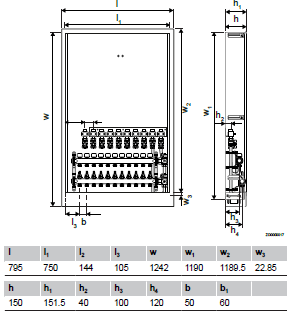 l
h₁
l₁
h
w
w₂
w₁
h₂
w₃
l₃
b
h₃
h₄
l l₁ l₂ l₃ w w₁ w₂ w₃
795 750 144 105 1242 1190 1189.5 22.85
h h₁ h₂ h₃ h₄ b b₁
150 151.5 40 100 120 50 60